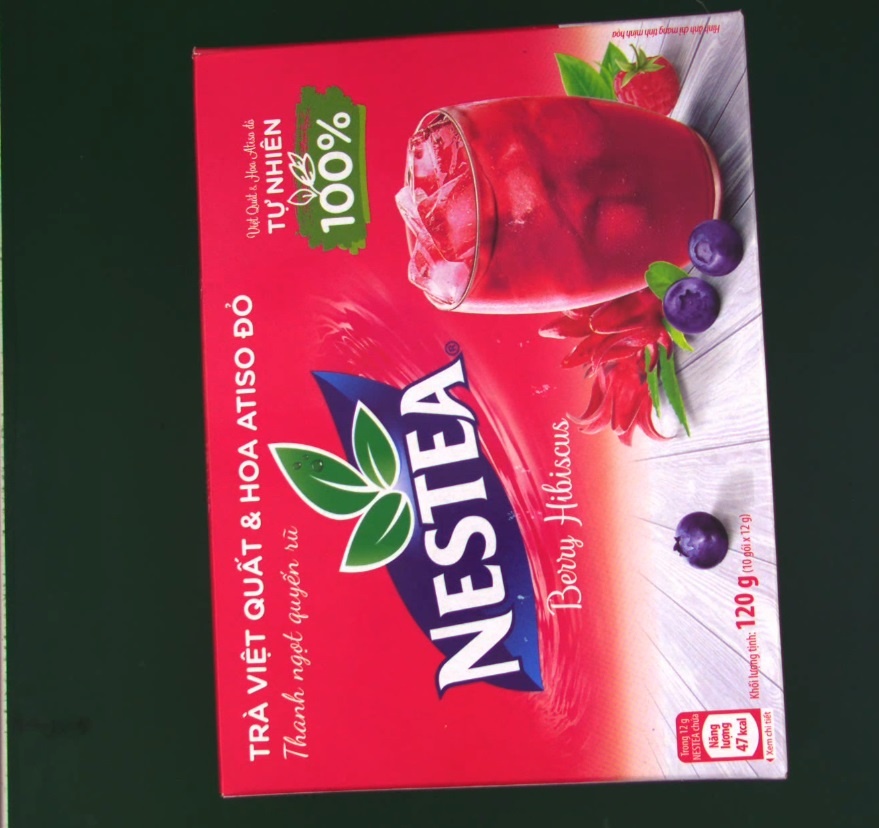 TRÀ VIỆT QUẤT & HOA ATISO ĐỎ
Thanh ngọt quyến rũ
Việt Quất & Hoa Atiso đỏ
TỰ NHIÊN
100%
NESTEA®
Berry Hibiscus
Trong 12 g
NESTEA chứa
Năng
lượng
47 kcal
Xem chi tiết
Khối lượng tịnh: 120 g (10 gói x 12 g)
Hình ảnh chỉ mang tính minh họa